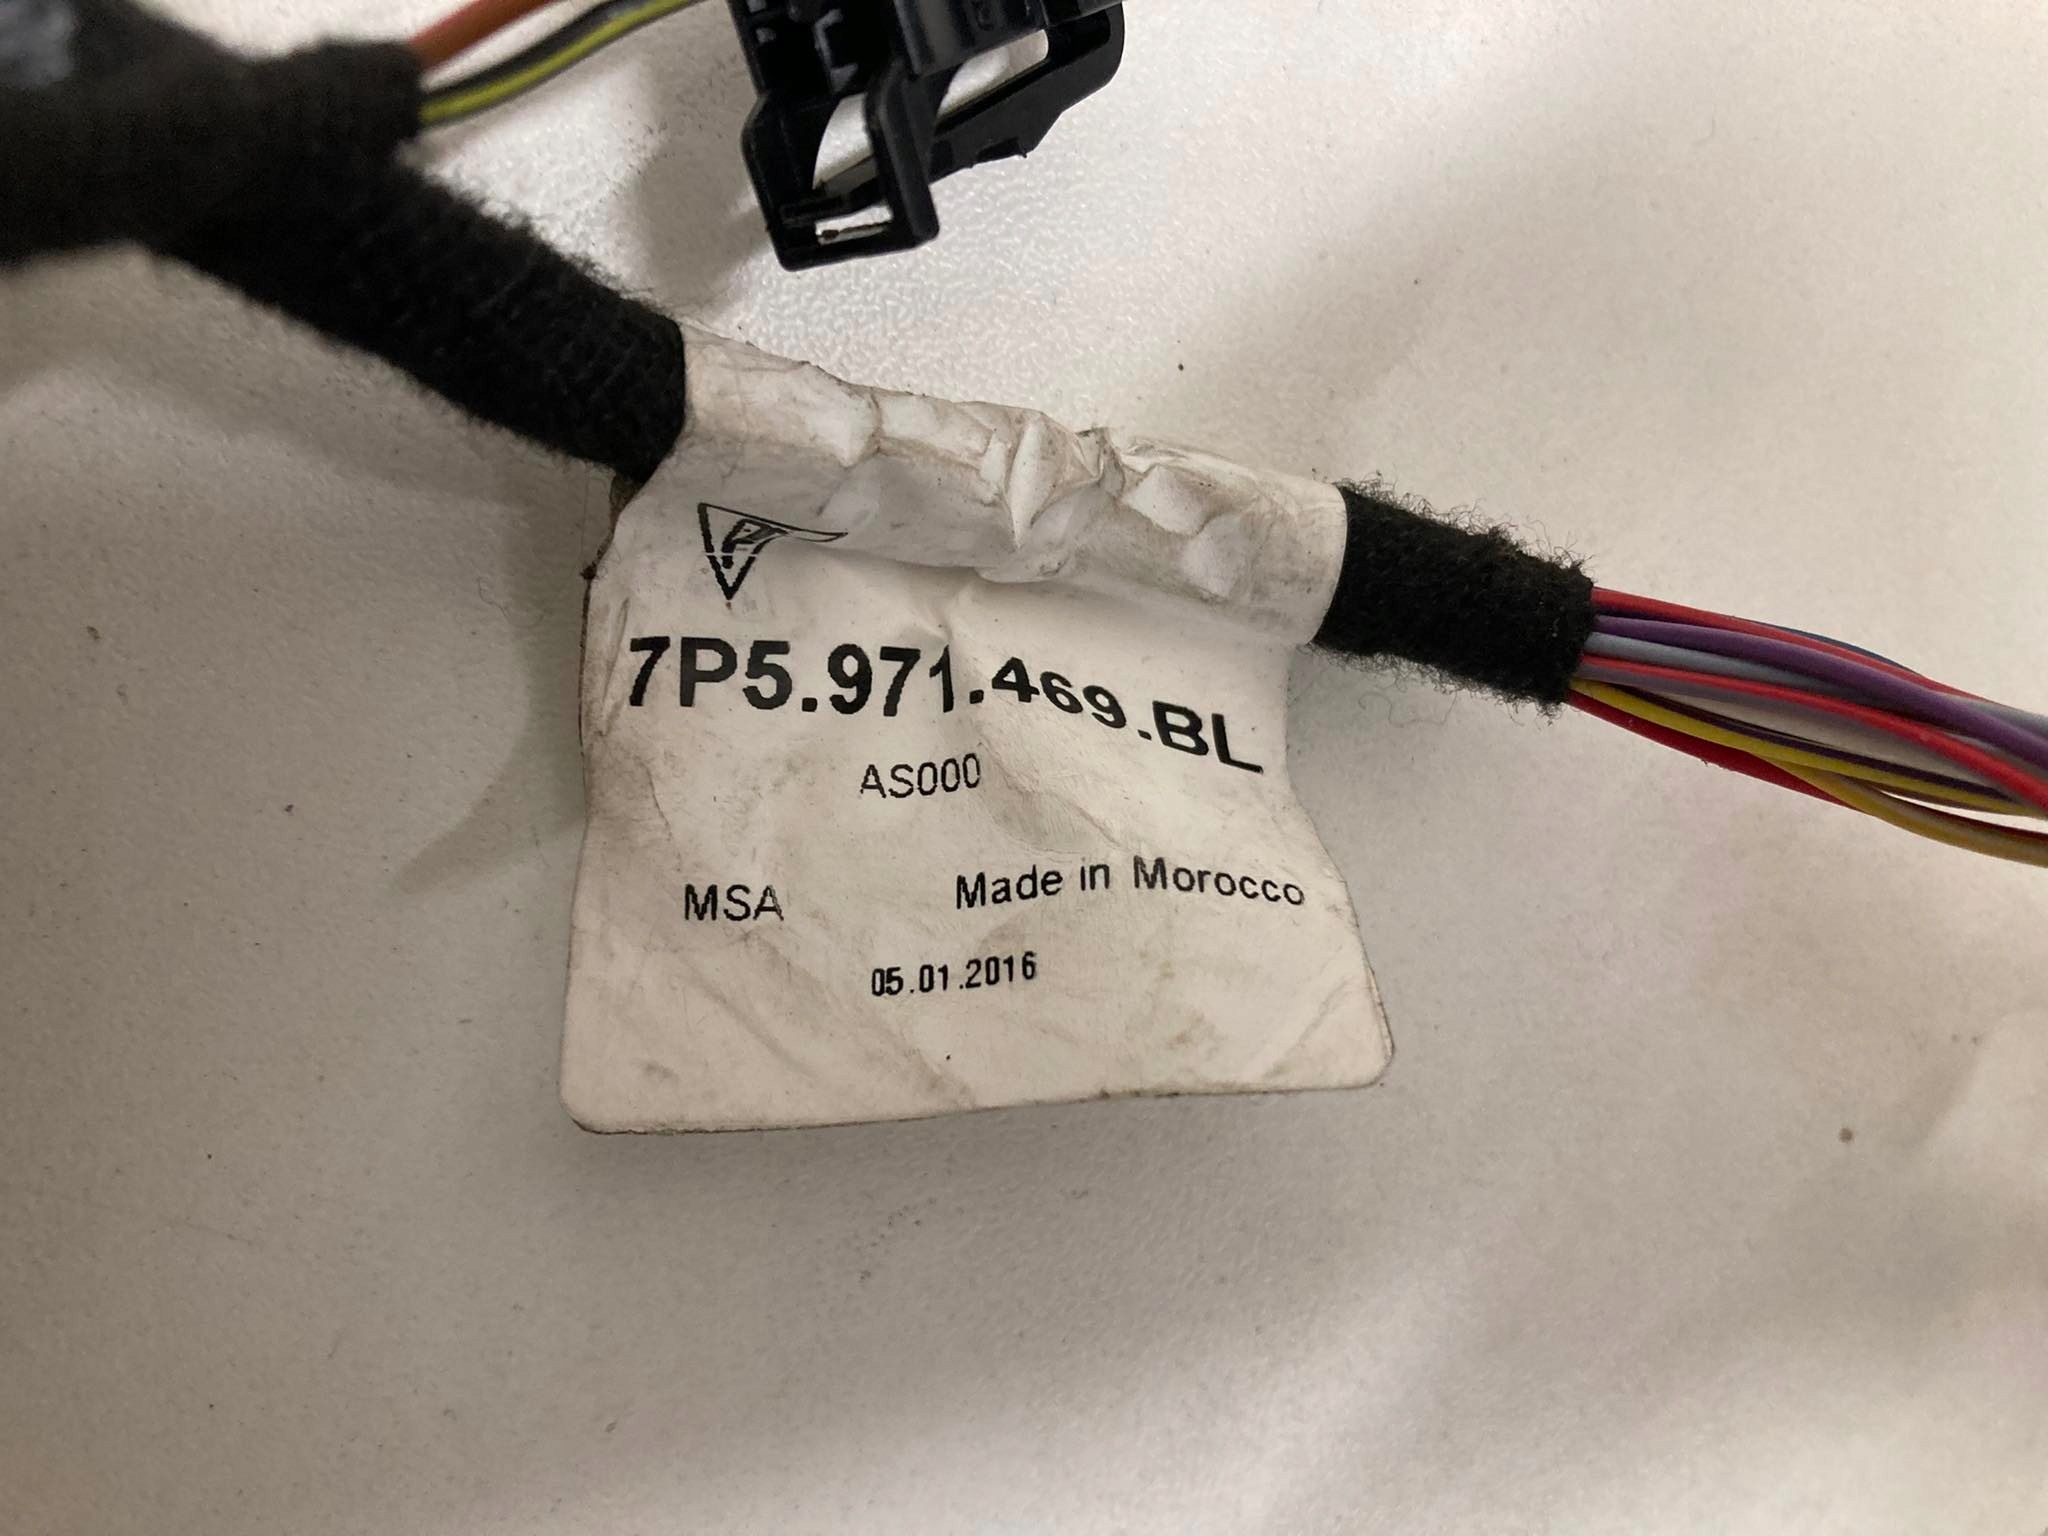 7P5.971.469.BL
AS000
MSA Made in Morocco
05.01.2016